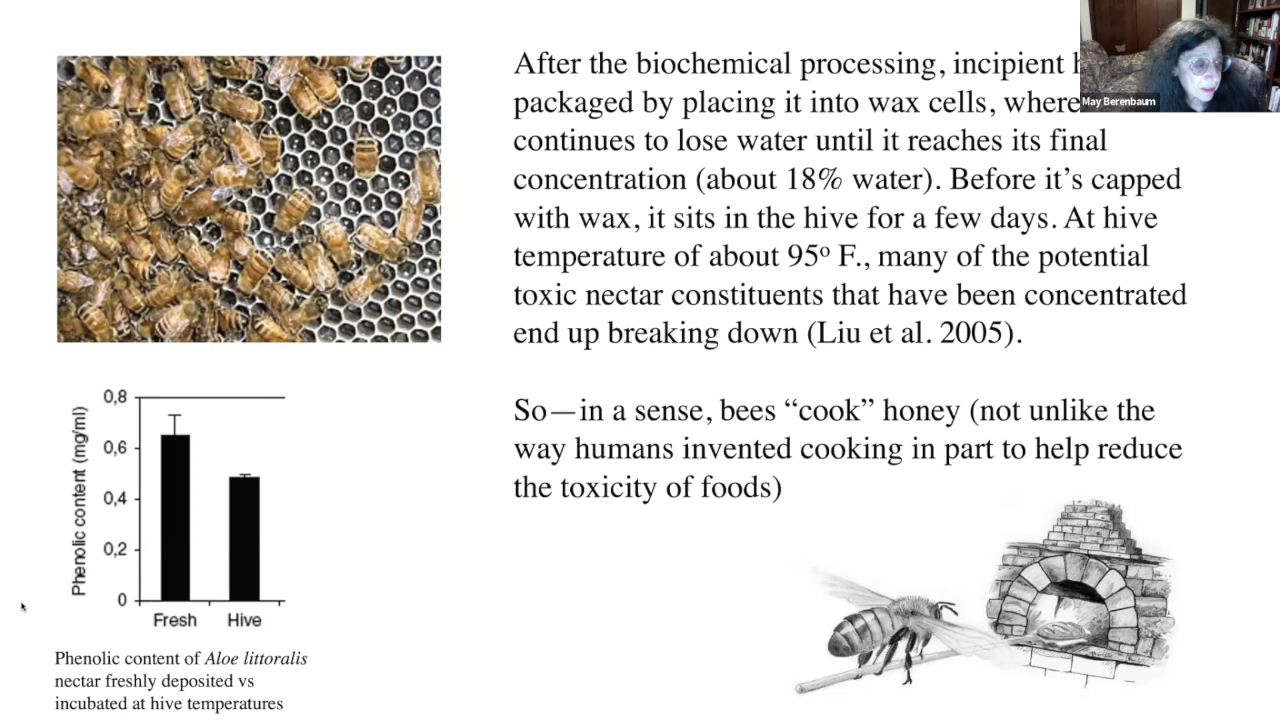 After the biochemical processing, incipient
packaged by placing it into wax cells, where
continues to lose water until it reaches its final
concentration (about 18% water). Before it’s capped
with wax, it sits in the hive for a few days. At hive
temperature of about 95º F., many of the potential
toxic nectar constituents that have been concentrated
end up breaking down (Liu et al. 2005).
So—in a sense, bees “cook” honey (not unlike the
way humans invented cooking in part to help reduce
the toxicity of foods)
May Berenbaum
Phenolic content (mg/ml)
0,8
0,6
0,4
0,2
0
Fresh Hive
Phenolic content of Aloe littoralis
nectar freshly deposited vs
incubated at hive temperatures